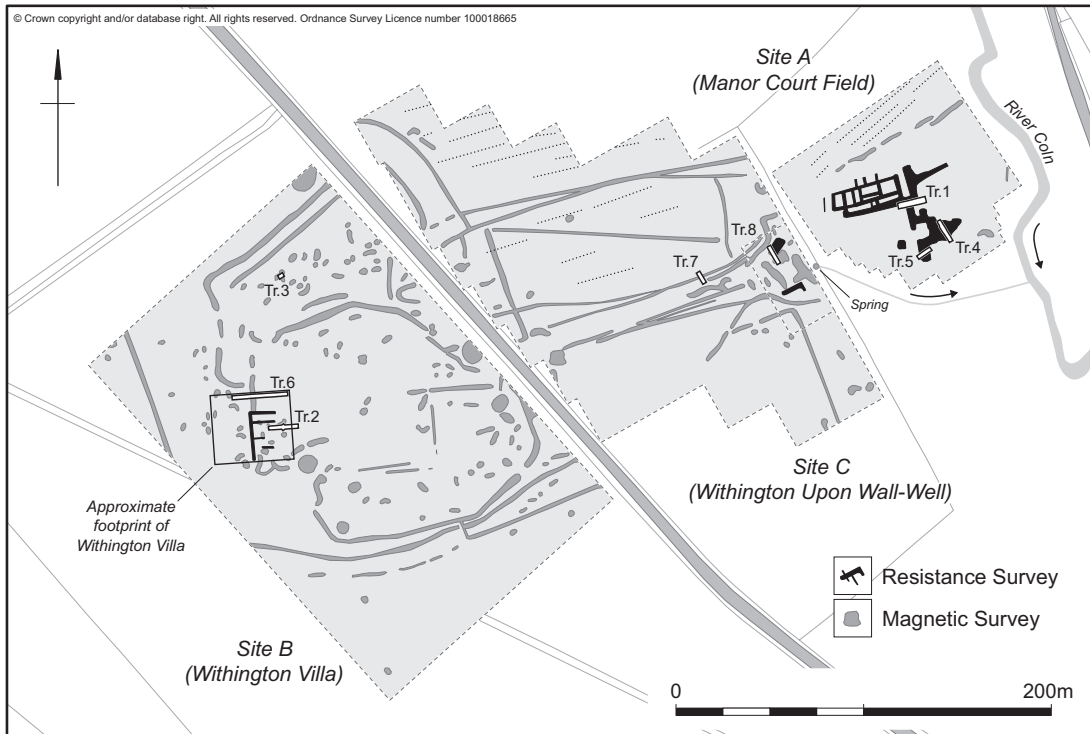 © Crown copyright and/or database right. All rights reserved. Ordnance Survey Licence number 100018665
Site A
(Manor Court Field)
River Coln
Tr.1
Tr.4
Tr.5
Tr.8
Tr.7
Spring
Tr.3
Tr.6
Tr.2
Approximate
footprint of
Withington Villa
Site C
(Withington Upon Wall-Well)
Resistance Survey
Magnetic Survey
Site B
(Withington Villa)
0
200m